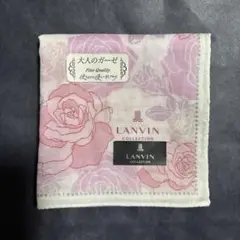 大人のガーゼ
Fine Quality
LANVIN
COLLECTION
LANVIN
COLLECTION